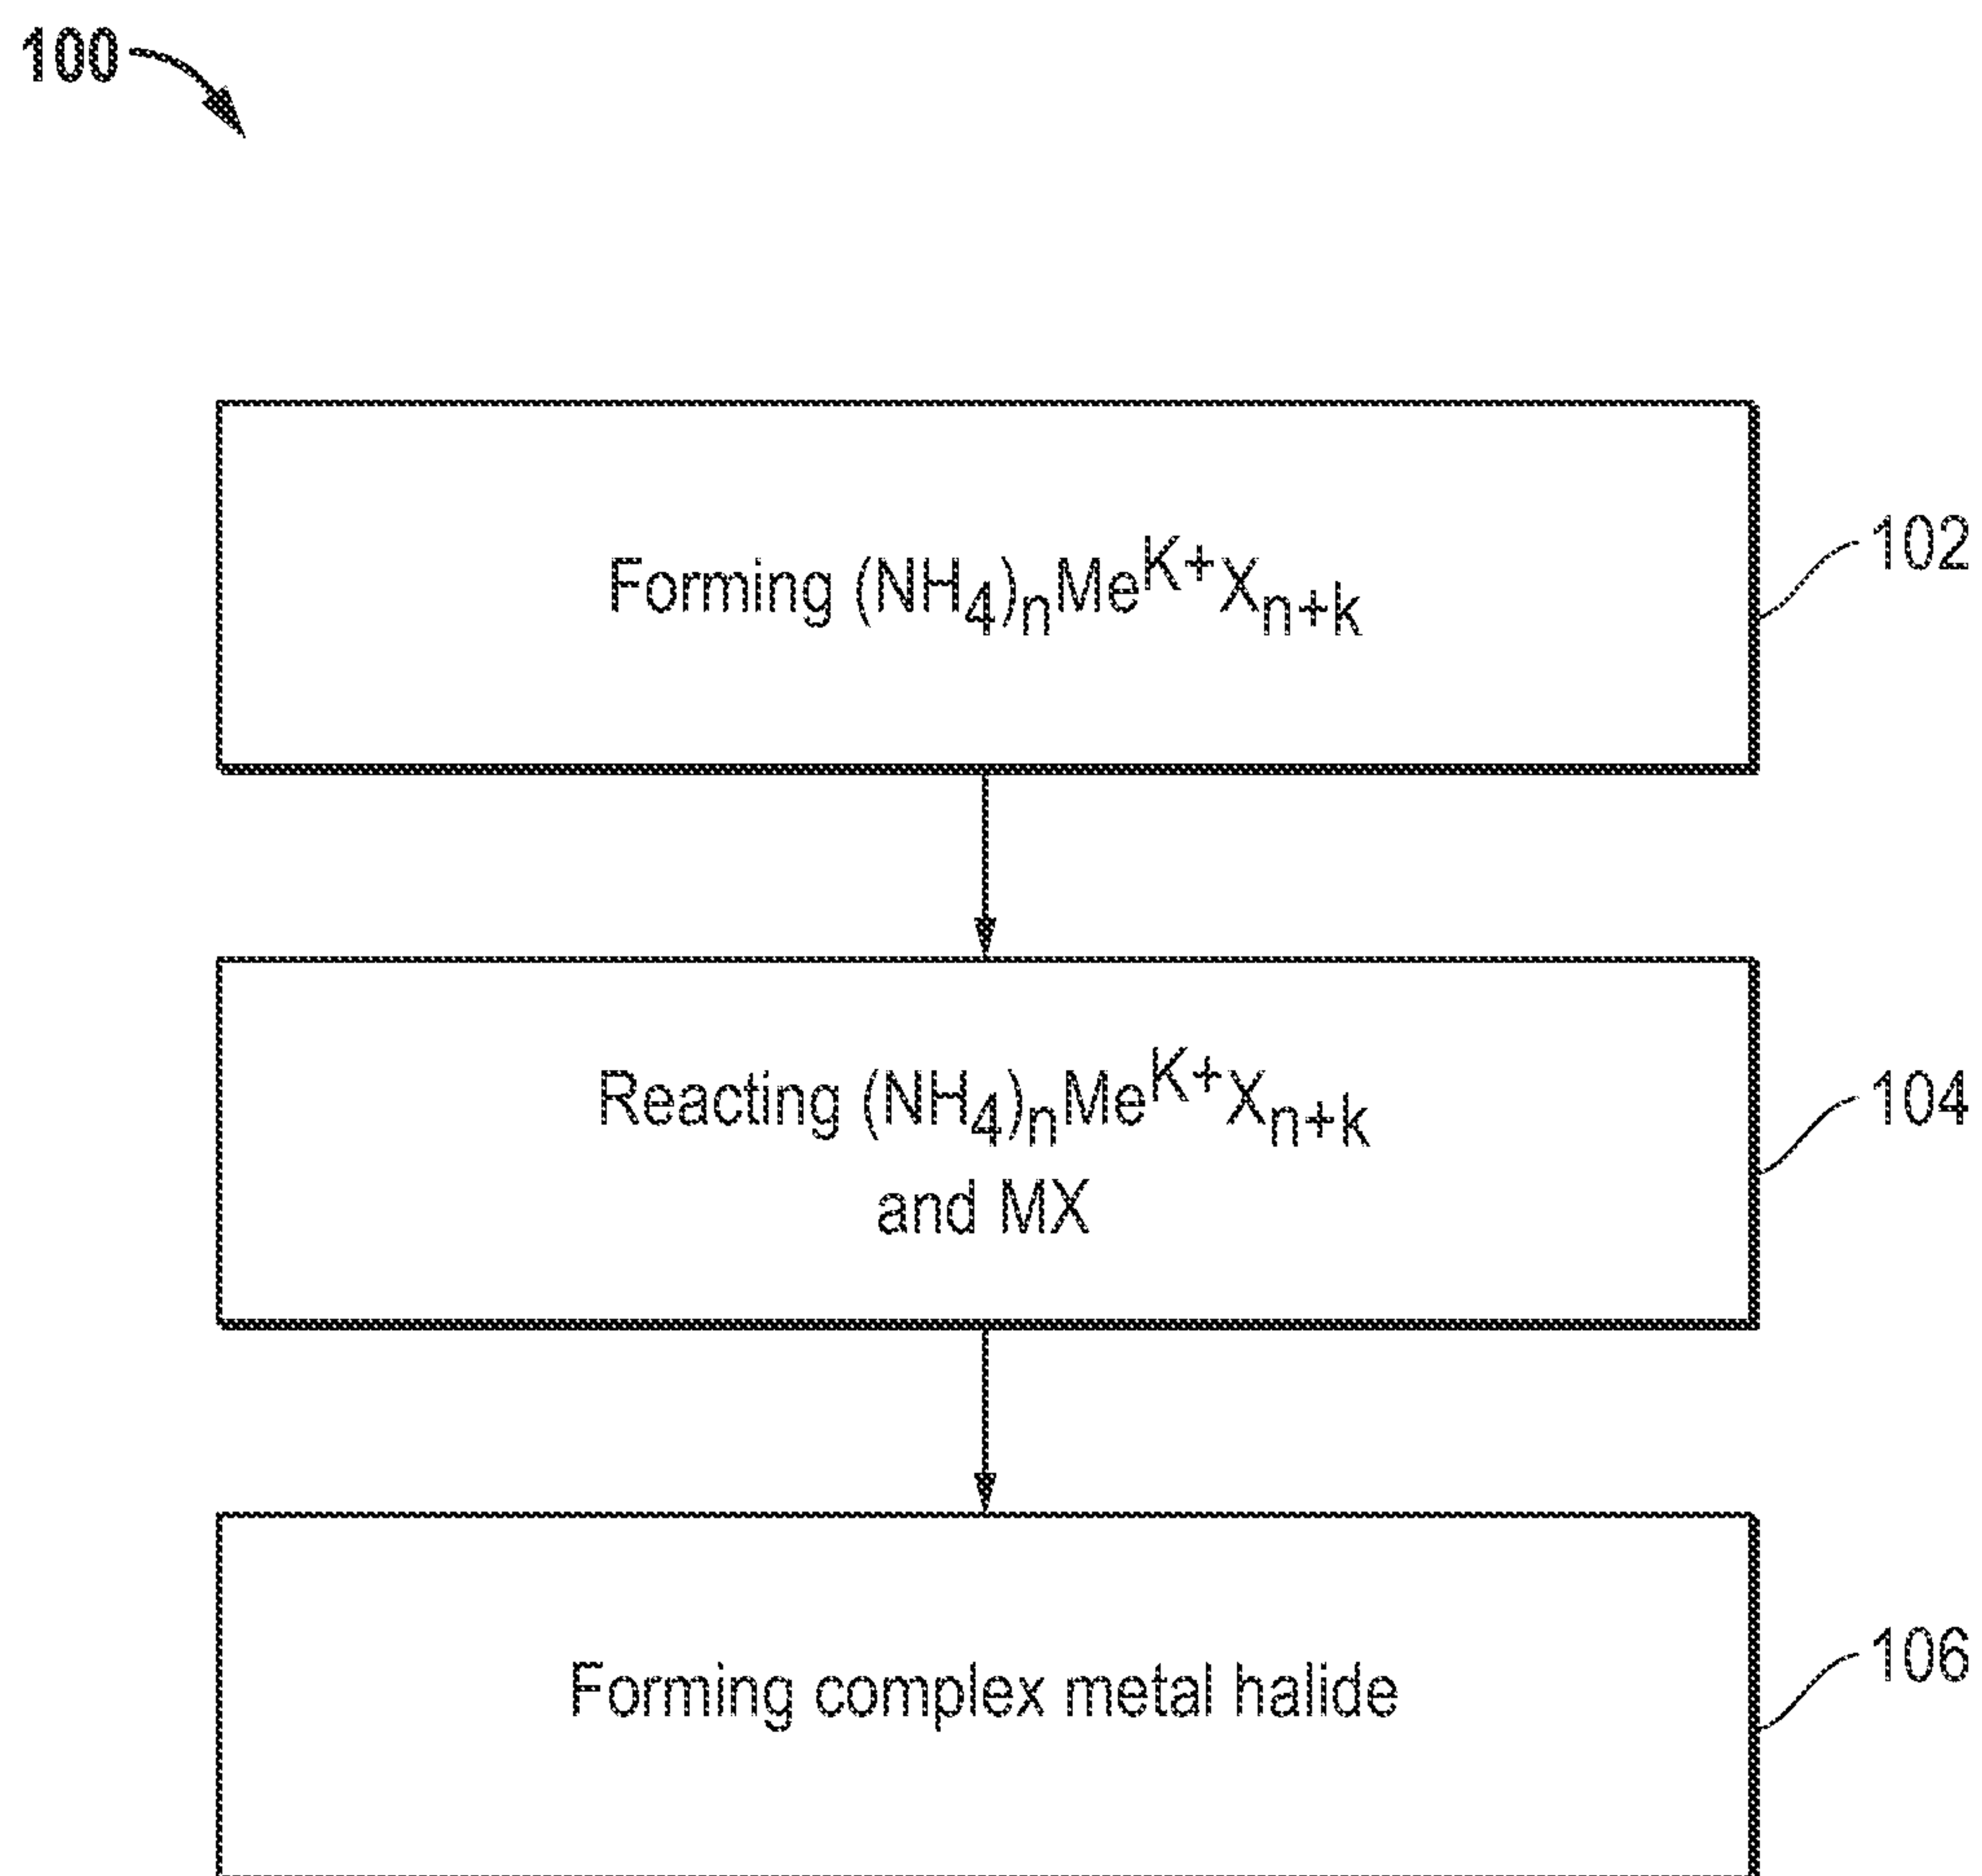 100
Forming (NH₄)ₙMeᴷ⁺Xₙ₊ₖ
102
Reacting (NH₄)ₙMeᴷ⁺Xₙ₊ₖ
and MX
104
Forming complex metal halide
106